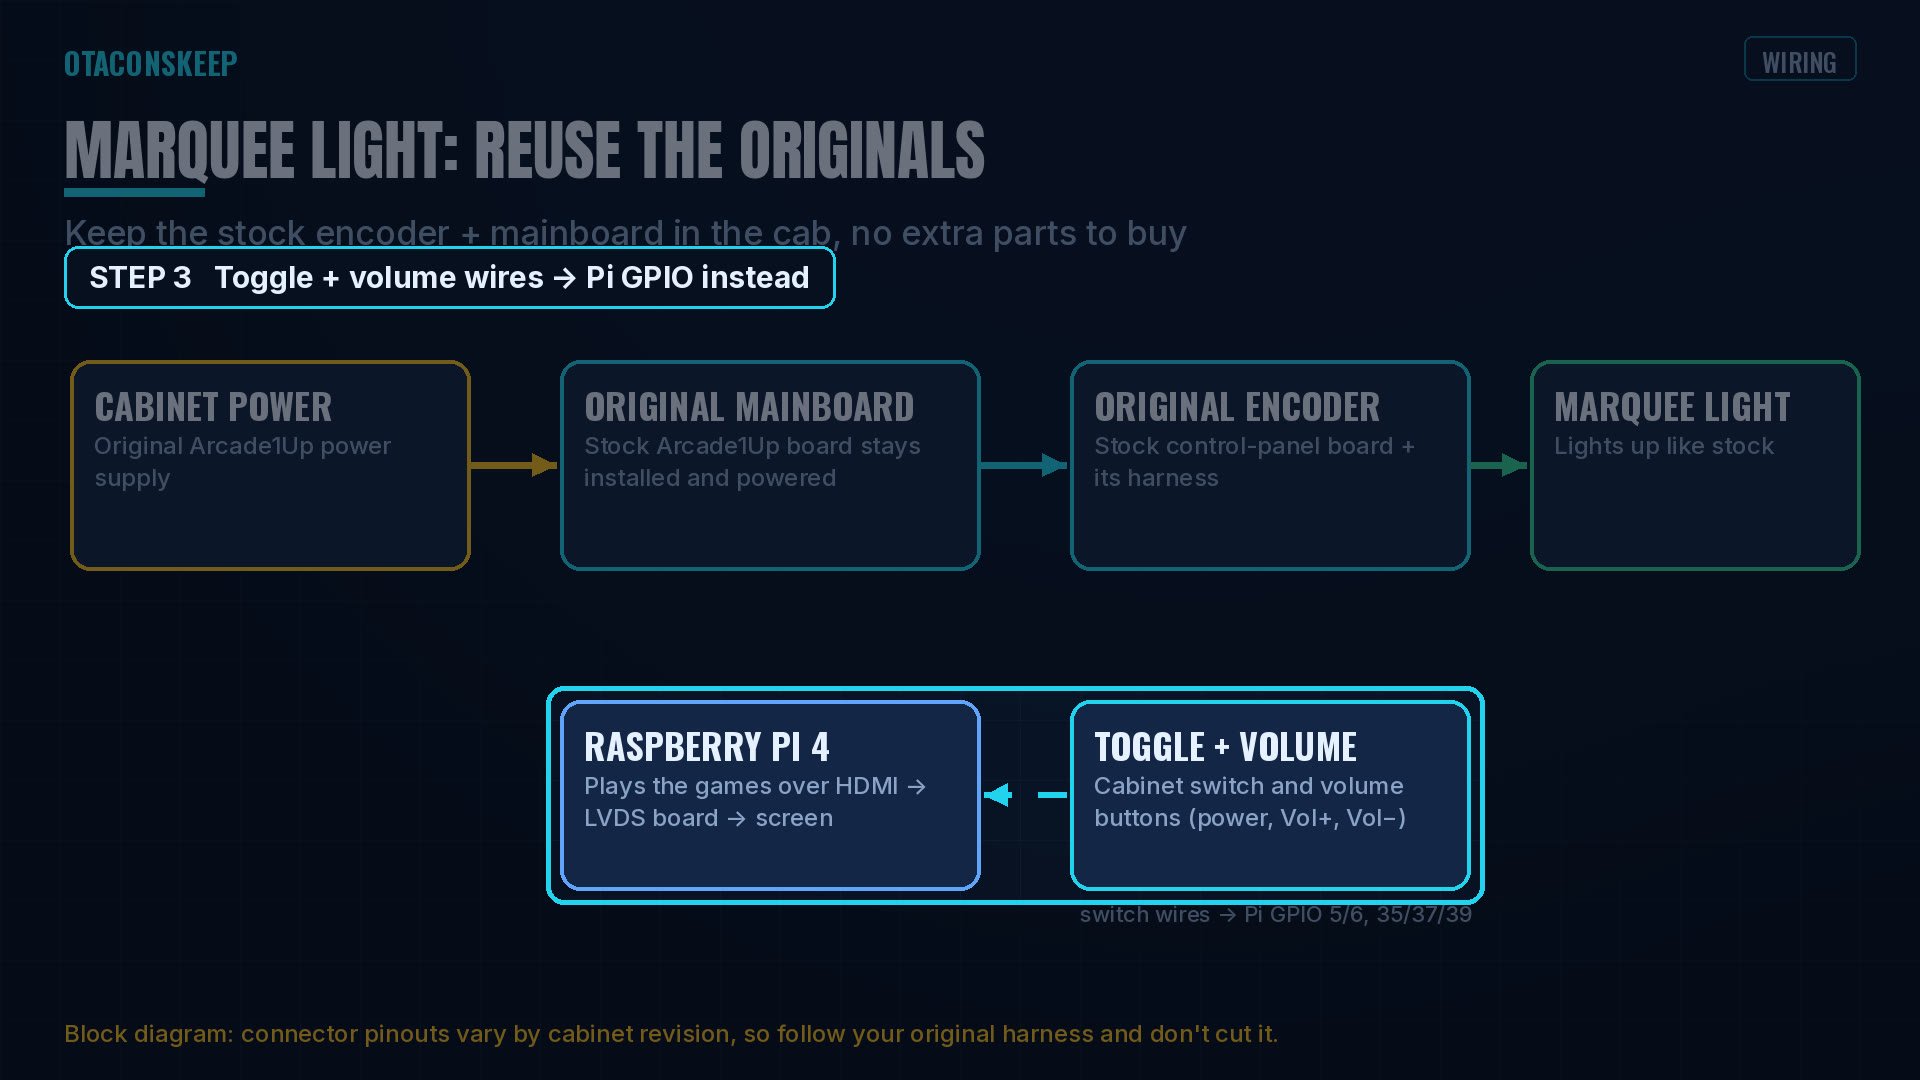 OTACONSKEEP
WIRING
MARQUEE LIGHT: REUSE THE ORIGINALS
Keep the stock encoder + mainboard in the cab, no extra parts to buy
STEP 3 Toggle + volume wires → Pi GPIO instead
CABINET POWER
Original Arcade1Up power
supply
ORIGINAL MAINBOARD
Stock Arcade1Up board stays
installed and powered
ORIGINAL ENCODER
Stock control-panel board +
its harness
MARQUEE LIGHT
Lights up like stock
RASPBERRY PI 4
Plays the games over HDMI →
LVDS board → screen
TOGGLE + VOLUME
Cabinet switch and volume
buttons (power, Vol+, Vol−)
switch wires → Pi GPIO 5/6, 35/37/39
Block diagram: connector pinouts vary by cabinet revision, so follow your original harness and don't cut it.